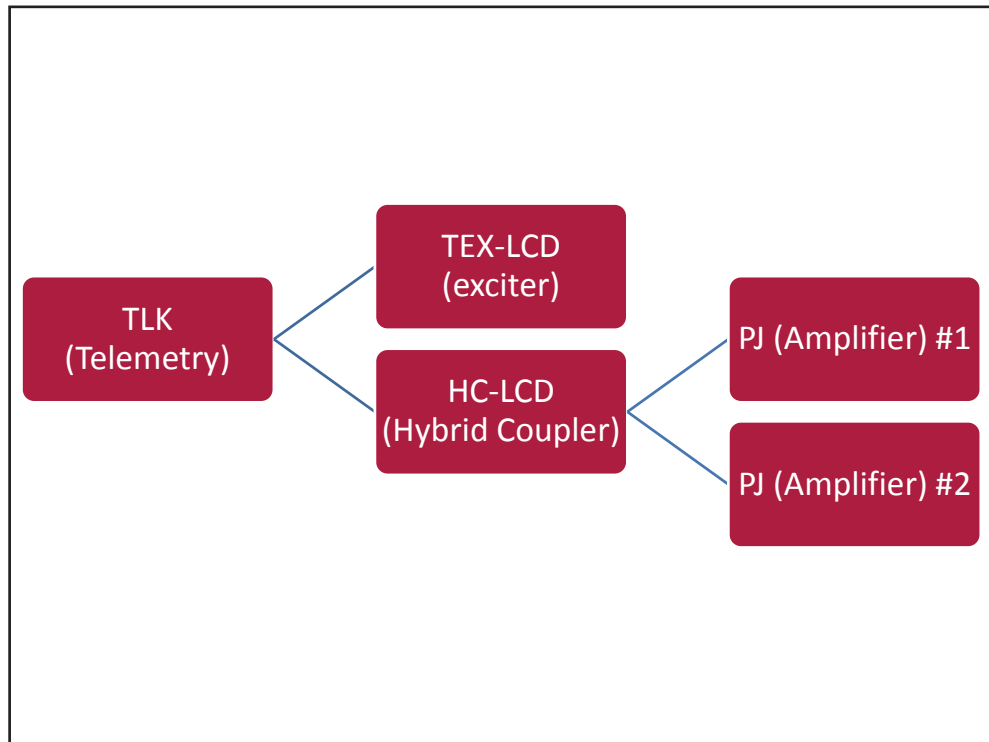 TLK
(Telemetry)
TEX-LCD
(exciter)
HC-LCD
(Hybrid Coupler)
PJ (Amplifier) #1
PJ (Amplifier) #2